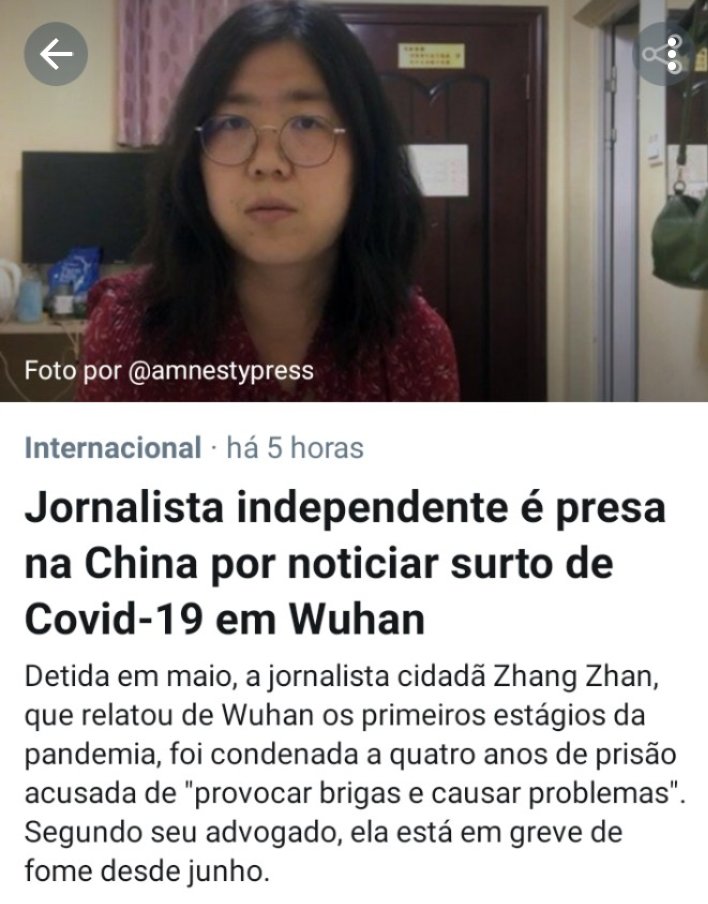 Foto por @amnestypress
Internacional · há 5 horas
Jornalista independente é presa
na China por noticiar surto de
Covid-19 em Wuhan
Detida em maio, a jornalista cidadã Zhang Zhan,
que relatou de Wuhan os primeiros estágios da
pandemia, foi condenada a quatro anos de prisão
acusada de "provocar brigas e causar problemas".
Segundo seu advogado, ela está em greve de
fome desde junho.